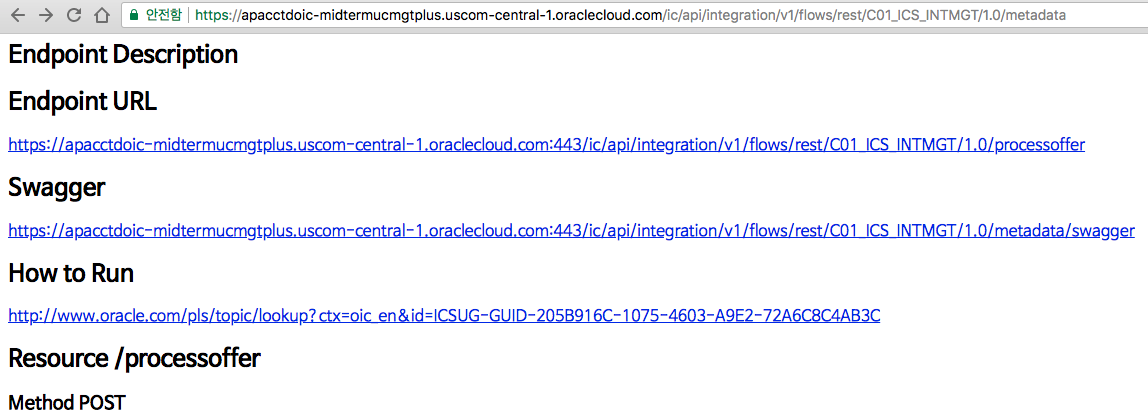 안전함 https://apacctdoic-midtermucmgtplus.uscom-central-1.oraclecloud.com/ic/api/integration/v1/flows/rest/C01_ICS_INTMGT/1.0/metadata
Endpoint Description
Endpoint URL
https://apacctdoic-midtermucmgtplus.uscom-central-1.oraclecloud.com:443/ic/api/integration/v1/flows/rest/C01_ICS_INTMGT/1.0/processoffer
Swagger
https://apacctdoic-midtermucmgtplus.uscom-central-1.oraclecloud.com:443/ic/api/integration/v1/flows/rest/C01_ICS_INTMGT/1.0/metadata/swagger
How to Run
http://www.oracle.com/pls/topic/lookup?ctx=oic_en&id=ICSUG-GUID-205B916C-1075-4603-A9E2-72A6C8C4AB3C
Resource /processoffer
Method POST